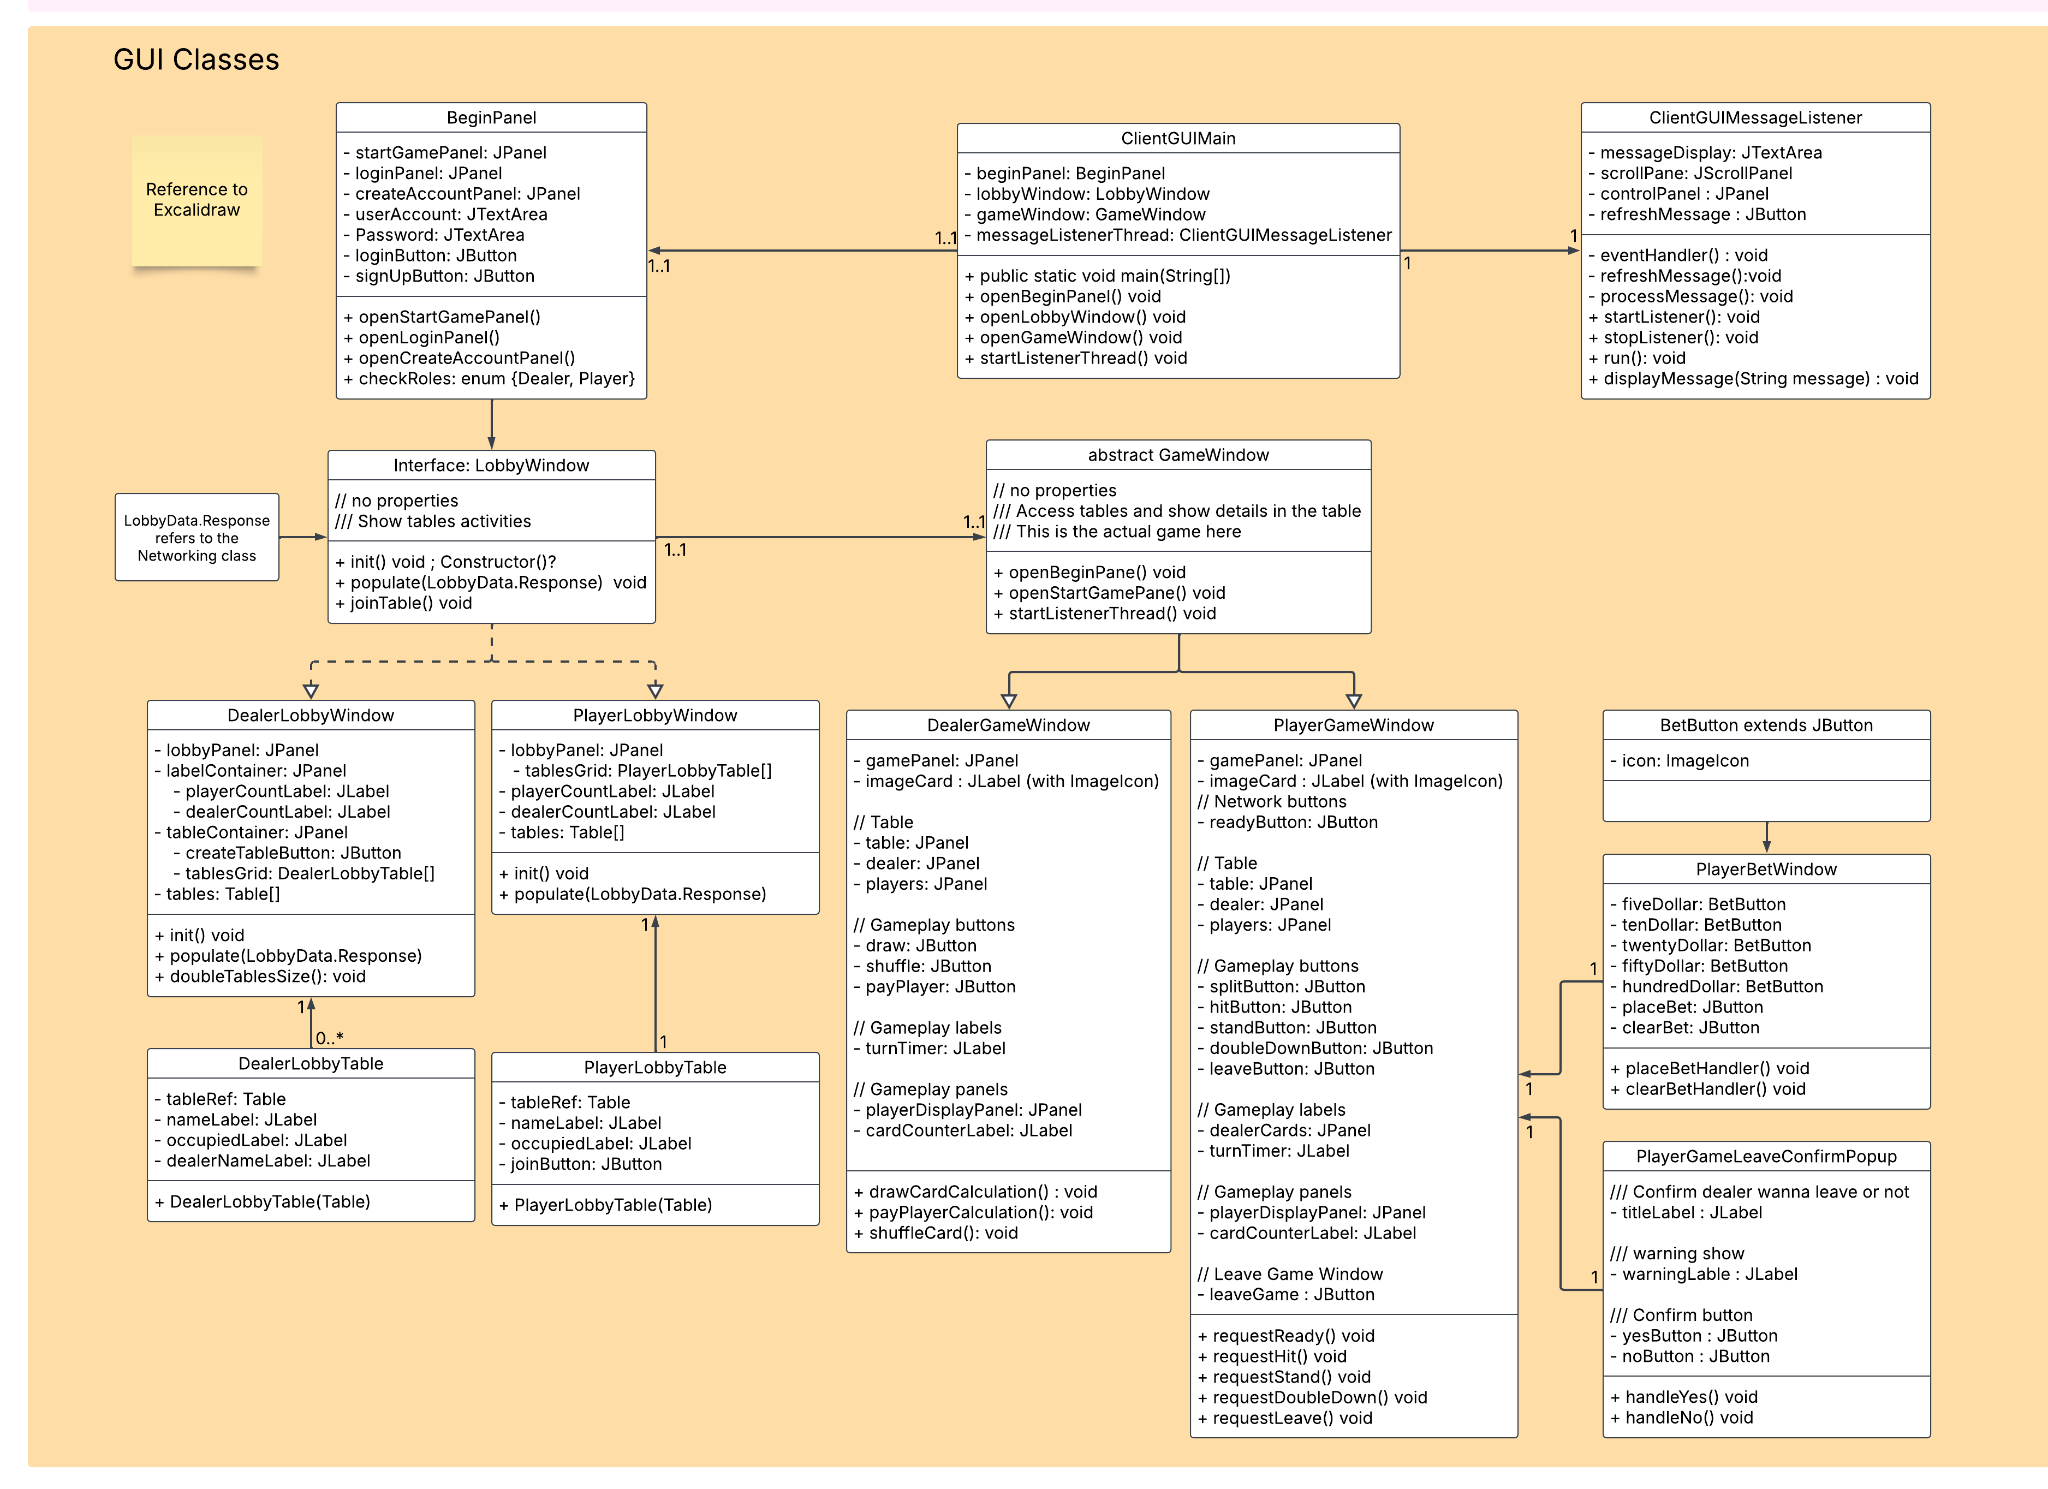 GUI Classes
Reference to
Excalidraw
BeginPanel
- startGamePanel: JPanel
- loginPanel: JPanel
- createAccountPanel: JPanel
- userAccount: JTextArea
- Password: JTextArea
- loginButton: JButton
- signUpButton: JButton
+ openStartGamePanel()
+ openLoginPanel()
+ openCreateAccountPanel()
+ checkRoles: enum {Dealer, Player}
1..1
1..1
ClientGUIMain
- beginPanel: BeginPanel
- lobbyWindow: LobbyWindow
- gameWindow: GameWindow
- messageListenerThread: ClientGUIMessageListener
+ public static void main(String[])
+ openBeginPanel() void
+ openLobbyWindow() void
+ openGameWindow() void
+ startListenerThread() void
1
1
ClientGUIMessageListener
- messageDisplay: JTextArea
- scrollPane: JScrollPanel
- controlPanel : JPanel
- refreshMessage : JButton
- eventHandler() : void
- refreshMessage():void
- processMessage(): void
+ startListener(): void
+ stopListener(): void
+ run(): void
+ displayMessage(String message) : void
LobbyData.Response
refers to the
Networking class
Interface: LobbyWindow
// no properties
/// Show tables activities
+ init() void ; Constructor()?
+ populate(LobbyData.Response)  void
+ joinTable() void
1..1
1..1
abstract GameWindow
// no properties
/// Access tables and show details in the table
/// This is the actual game here
+ openBeginPane() void
+ openStartGamePane() void
+ startListenerThread() void
DealerLobbyWindow
- lobbyPanel: JPanel
- labelContainer: JPanel
- playerCountLabel: JLabel
- dealerCountLabel: JLabel
- tableContainer: JPanel
- createTableButton: JButton
- tablesGrid: DealerLobbyTable[]
- tables: Table[]
+ init() void
+ populate(LobbyData.Response)
+ doubleTablesSize(): void
1
0..*
DealerLobbyTable
- tableRef: Table
- nameLabel: JLabel
- occupiedLabel: JLabel
- dealerNameLabel: JLabel
+ DealerLobbyTable(Table)
PlayerLobbyWindow
- lobbyPanel: JPanel
- tablesGrid: PlayerLobbyTable[]
- playerCountLabel: JLabel
- dealerCountLabel: JLabel
- tables: Table[]
+ init() void
+ populate(LobbyData.Response)
1
1
PlayerLobbyTable
- tableRef: Table
- nameLabel: JLabel
- occupiedLabel: JLabel
- joinButton: JButton
+ PlayerLobbyTable(Table)
DealerGameWindow
- gamePanel: JPanel
- imageCard : JLabel (with ImageIcon)
// Table
- table: JPanel
- dealer: JPanel
- players: JPanel
// Gameplay buttons
- draw: JButton
- shuffle: JButton
- payPlayer: JButton
// Gameplay labels
- turnTimer: JLabel
// Gameplay panels
- playerDisplayPanel: JPanel
- cardCounterLabel: JLabel
+ drawCardCalculation() : void
+ payPlayerCalculation(): void
+ shuffleCard(): void
PlayerGameWindow
- gamePanel: JPanel
- imageCard : JLabel (with ImageIcon)
// Network buttons
- readyButton: JButton
// Table
- table: JPanel
- dealer: JPanel
- players: JPanel
// Gameplay buttons
- splitButton: JButton
- hitButton: JButton
- standButton: JButton
- doubleDownButton: JButton
- leaveButton: JButton
// Gameplay labels
- dealerCards: JPanel
- turnTimer: JLabel
// Gameplay panels
- playerDisplayPanel: JPanel
- cardCounterLabel: JLabel
// Leave Game Window
- leaveGame : JButton
+ requestReady() void
+ requestHit() void
+ requestStand() void
+ requestDoubleDown() void
+ requestLeave() void
BetButton extends JButton
- icon: ImageIcon
PlayerBetWindow
- fiveDollar: BetButton
- tenDollar: BetButton
- twentyDollar: BetButton
- fiftyDollar: BetButton
- hundredDollar: BetButton
- placeBet: JButton
- clearBet: JButton
+ placeBetHandler() void
+ clearBetHandler() void
1
1
1
1
PlayerGameLeaveConfirmPopup
/// Confirm dealer wanna leave or not
- titleLabel : JLabel
/// warning show
- warningLable : JLabel
/// Confirm button
- yesButton : JButton
- noButton : JButton
+ handleYes() void
+ handleNo() void